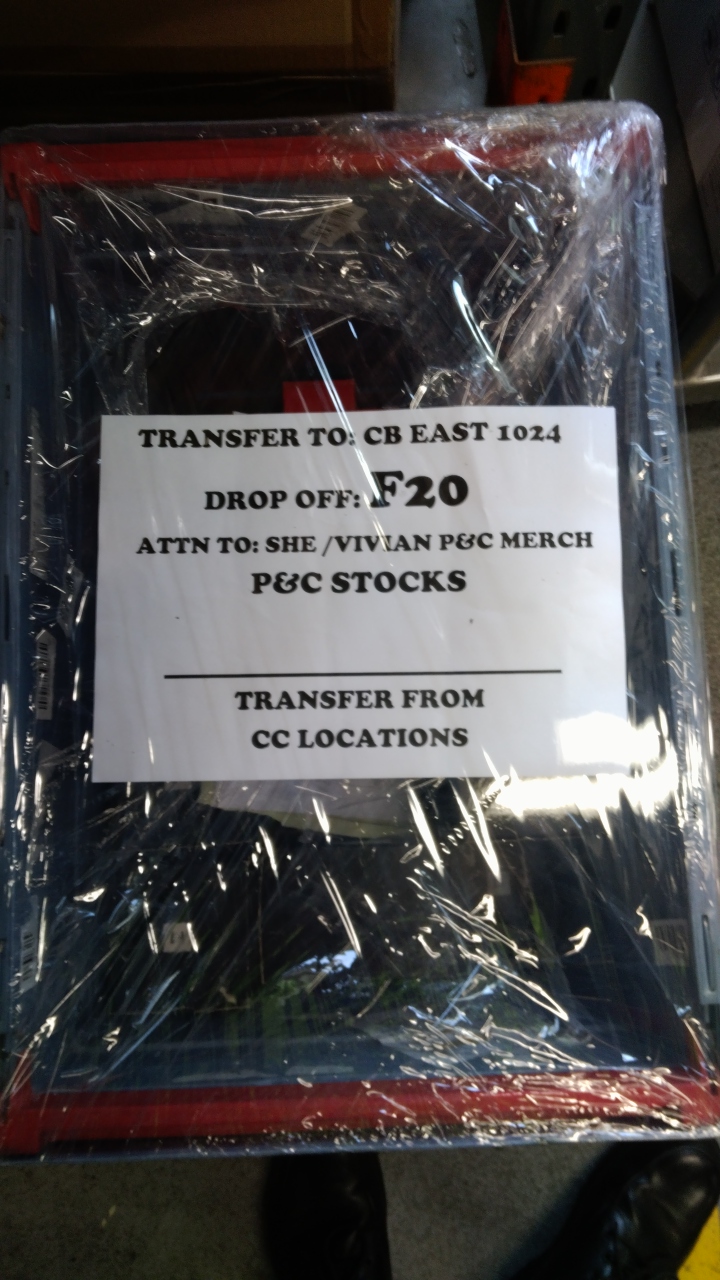 TRANSFER TO: CB EAST 1024
DROP OFF: F20
ATTN TO: SHE /VIVIAN P&C MERCH
P&C STOCKS
TRANSFER FROM
CC LOCATIONS